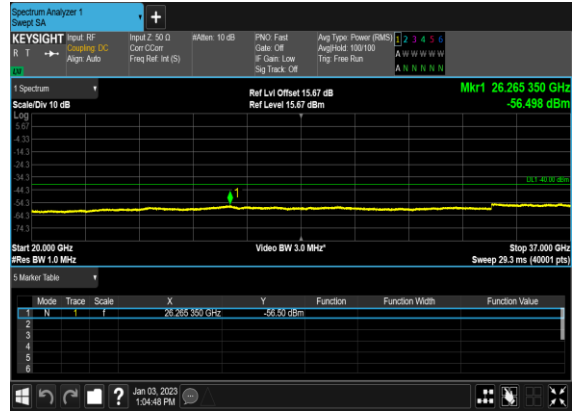 Spectrum Analyzer 1
Swept SA
+
KEYSIGHT Input: RF Input Z: 50 Ω #Atten: 10 dB PNO: Fast Avg Type: Power (RMS) 1 2 3 4 5 6
R T Coupling: DC Corr CCorr Gate: Off Avg|Hold: 100/100 A W W W W W
Align: Auto Freq Ref: Int (S) IF Gain: Low Trig: Free Run
Sig Track: Off A N N N N N
1 Spectrum Ref Lvl Offset 15.67 dB Mkr1 26.265 350 GHz
Scale/Div 10 dB Ref Level 15.67 dBm -56.498 dBm
Log
5.67
-4.33
-14.3
-24.3
-34.3 DL1 -40.00 dBm
-44.3
1
-54.3
-64.3
-74.3
Start 20.000 GHz Video BW 3.0 MHz* Stop 37.000 GHz
#Res BW 1.0 MHz Sweep 29.3 ms (40001 pts)
5 Marker Table
Mode Trace Scale X Y Function Function Width Function Value
1 N 1 f 26.265 350 GHz -56.50 dBm
2
3
4
5
6
? Jan 03, 2023
1:04:48 PM